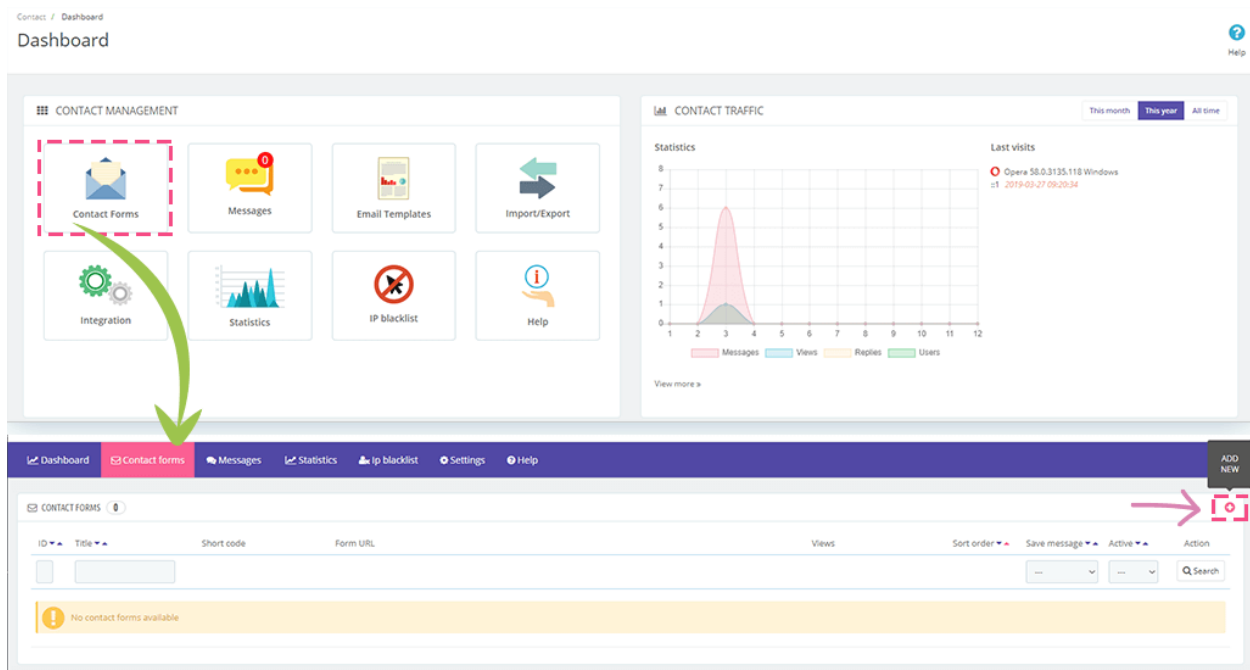 Contact / Dashboard
Dashboard
Help
CONTACT MANAGEMENT
Contact Forms
0
Messages
Email Templates
Import/Export
Integration
Statistics
IP blacklist
Help
CONTACT TRAFFIC
This month This year All time
Statistics
8
7
6
5
4
3
2
1
0
1 2 3 4 5 6 7 8 9 10 11 12
Messages Views Replies Users
View more »
Last visits
Opera 58.0.3135.118 Windows
::1 2019-03-27 09:20:34
Dashboard Contact forms Messages Statistics Ip blacklist Settings Help
ADD
NEW
CONTACT FORMS 0
ID Title Short code Form URL Views Sort order Save message Active Action
--- --- Search
No contact forms available